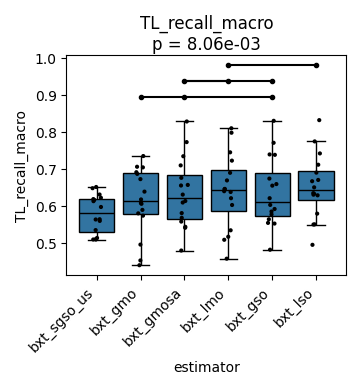 TL_recall_macro
p = 8.06e-03
TL_recall_macro
1.0
0.9
0.8
0.7
0.6
0.5
bxt_sgso_us
bxt_gmo
bxt_gmosa
bxt_lmo
bxt_gso
bxt_lso
estimator